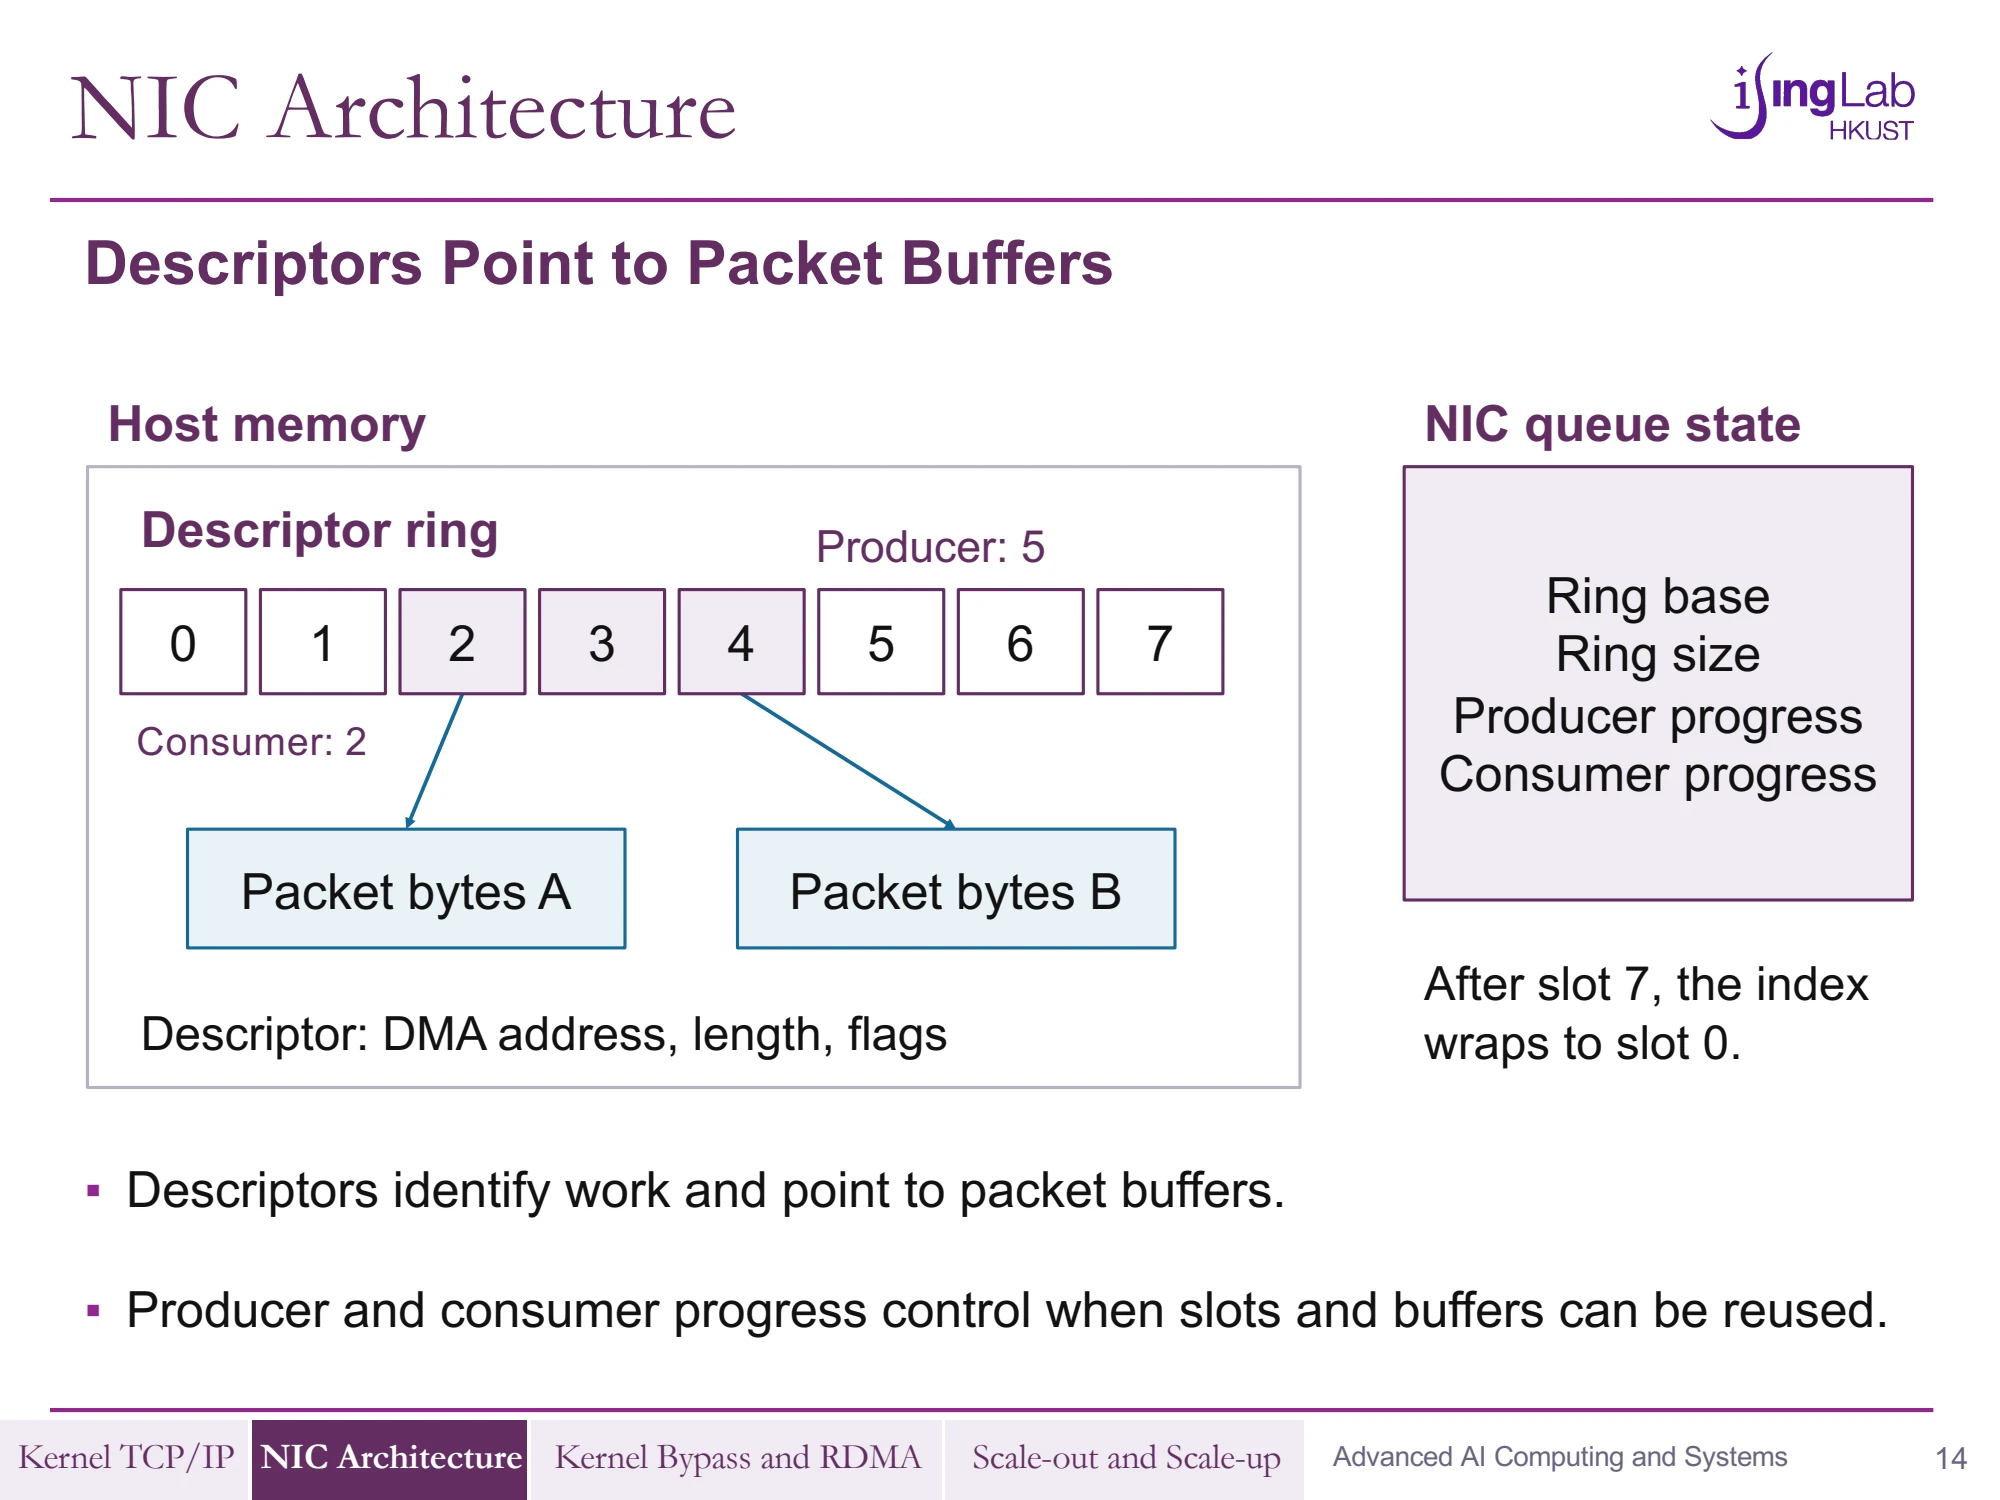 NIC Architecture
iSingLab
HKUST
Descriptors Point to Packet Buffers
Host memory
NIC queue state
Descriptor ring
Producer: 5
0 1 2 3 4 5 6 7
Consumer: 2
Packet bytes A
Packet bytes B
Descriptor: DMA address, length, flags
Ring base
Ring size
Producer progress
Consumer progress
After slot 7, the index
wraps to slot 0.
▪ Descriptors identify work and point to packet buffers.
▪ Producer and consumer progress control when slots and buffers can be reused.
Kernel TCP/IP NIC Architecture Kernel Bypass and RDMA Scale-out and Scale-up Advanced AI Computing and Systems 14